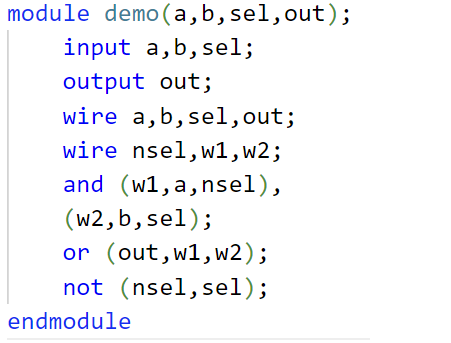 module demo(a,b,sel,out);
    input a,b,sel;
    output out;
    wire a,b,sel,out;
    wire nsel,w1,w2;
    and (w1,a,nsel),
    (w2,b,sel);
    or (out,w1,w2);
    not (nsel,sel);
endmodule